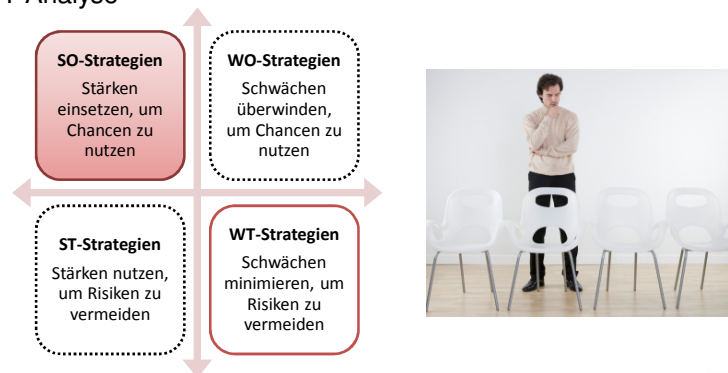 -Analyse
SO-Strategien
Stärken
einsetzen, um
Chancen zu
nutzen
WO-Strategien
Schwächen
überwinden,
um Chancen zu
nutzen
ST-Strategien
Stärken nutzen,
um Risiken zu
vermeiden
WT-Strategien
Schwächen
minimieren, um
Risiken zu
vermeiden